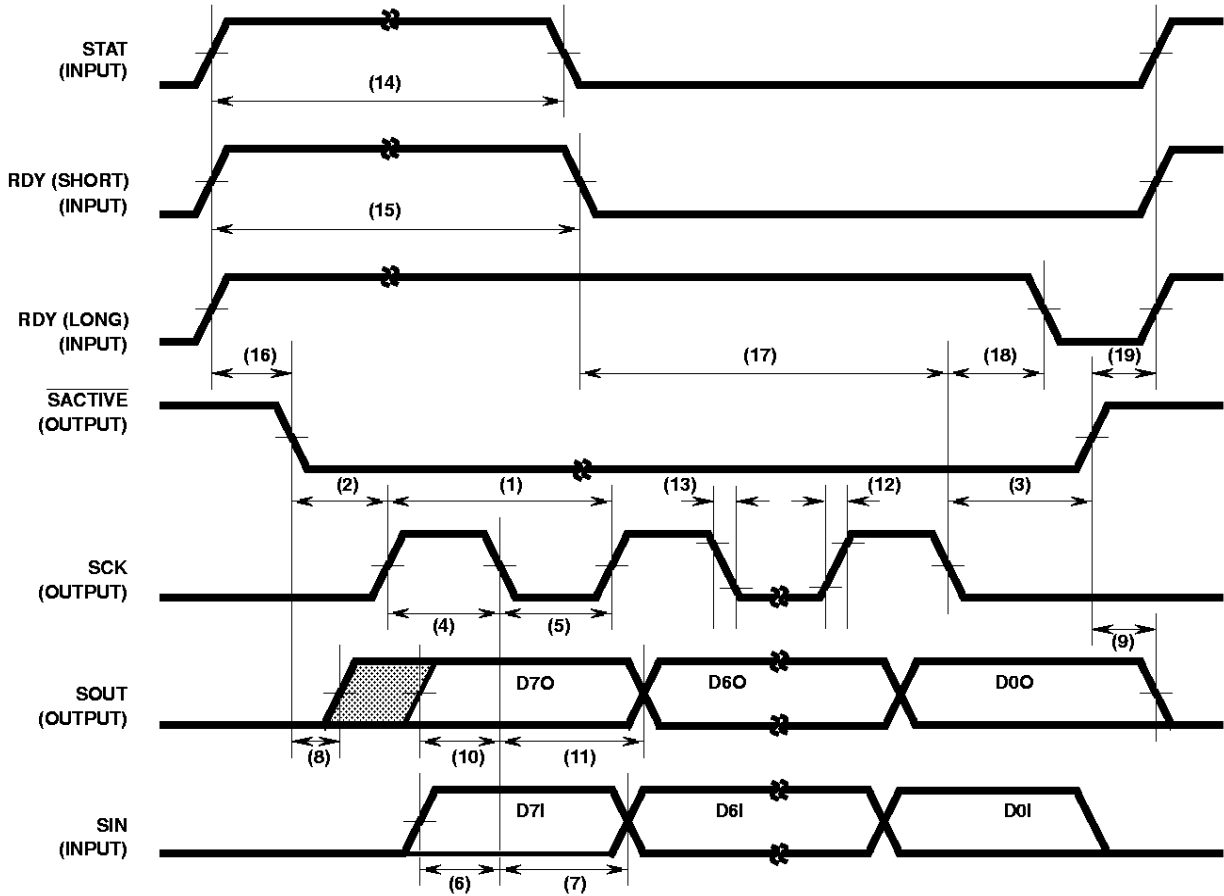 STAT
(INPUT)
(14)
RDY (SHORT)
(INPUT)
(15)
RDY (LONG)
(INPUT)
(16)
(17)
(18)
(19)
SACTIVE
(OUTPUT)
(2)
(1)
(13)
(12)
(3)
SCK
(OUTPUT)
(4)
(5)
(9)
SOUT
(OUTPUT)
D7O
D6O
D0O
(8)
(10)
(11)
SIN
(INPUT)
D7I
D6I
D0I
(6)
(7)